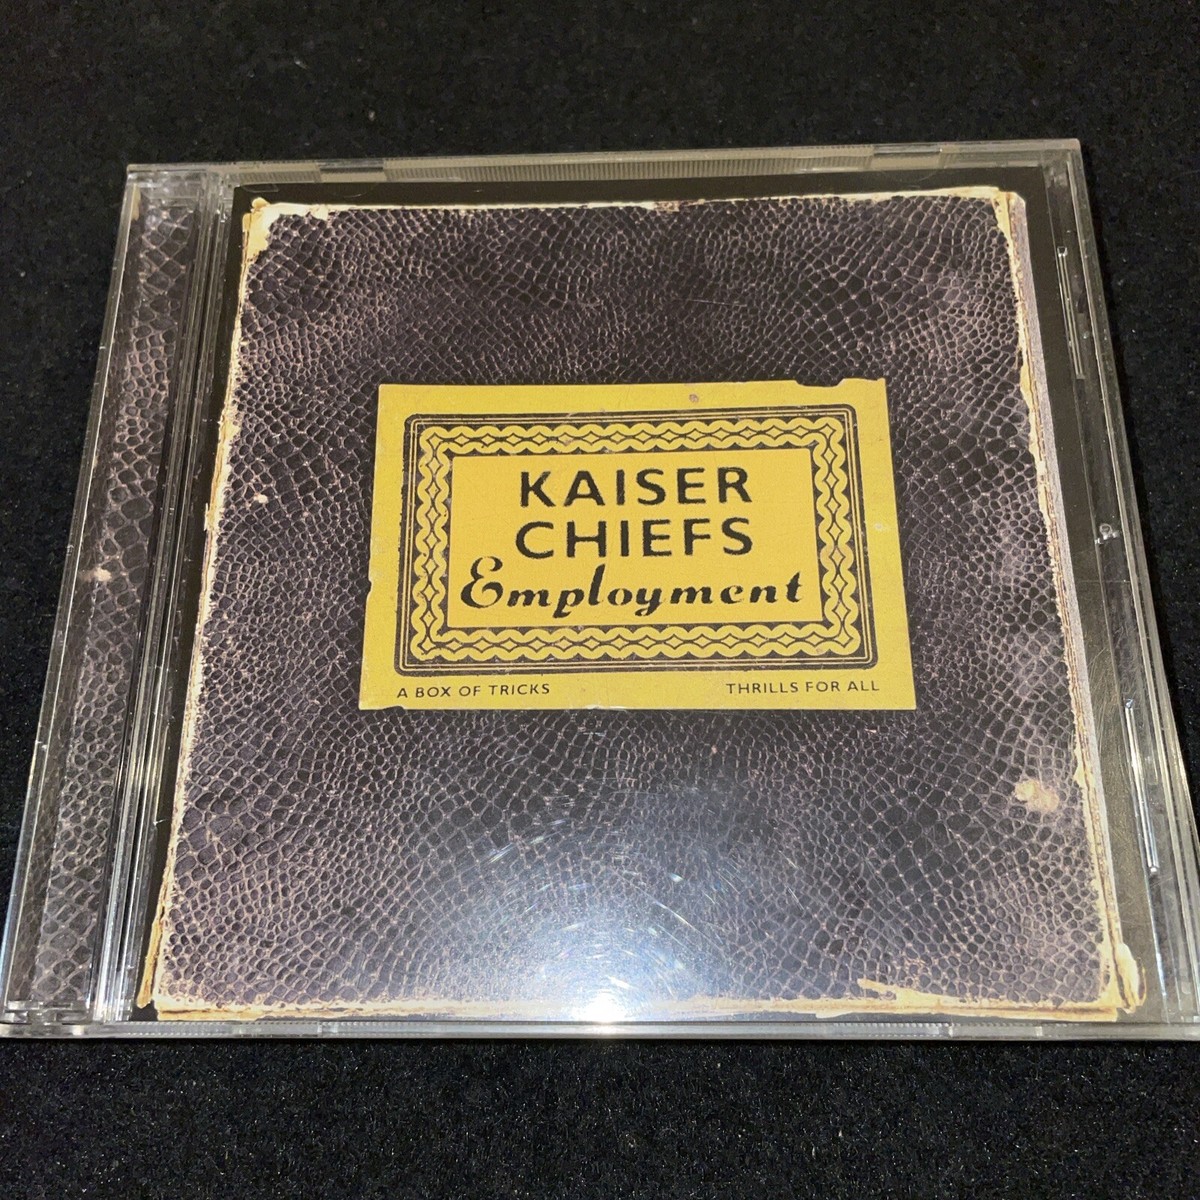 KAISER
CHIEFS
Employment
A BOX OF TRICKS
THRILLS FOR ALL